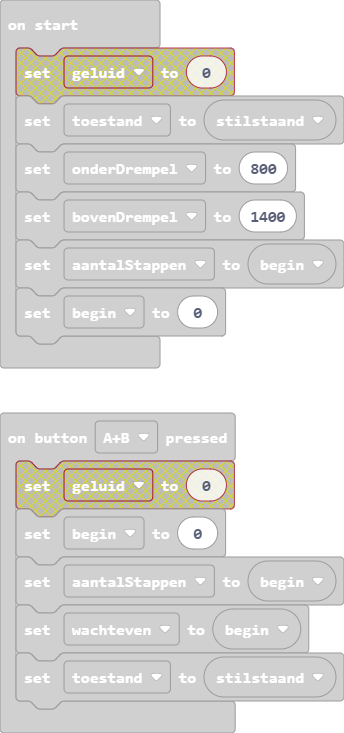 on start
set geluid to 0
set toestand to stilstaand
set onderDrempel to 800
set bovenDrempel to 1400
set aantalStappen to begin
set begin to 0
on button A+B pressed
set geluid to 0
set begin to 0
set aantalStappen to begin
set wachteven to begin
set toestand to stilstaand